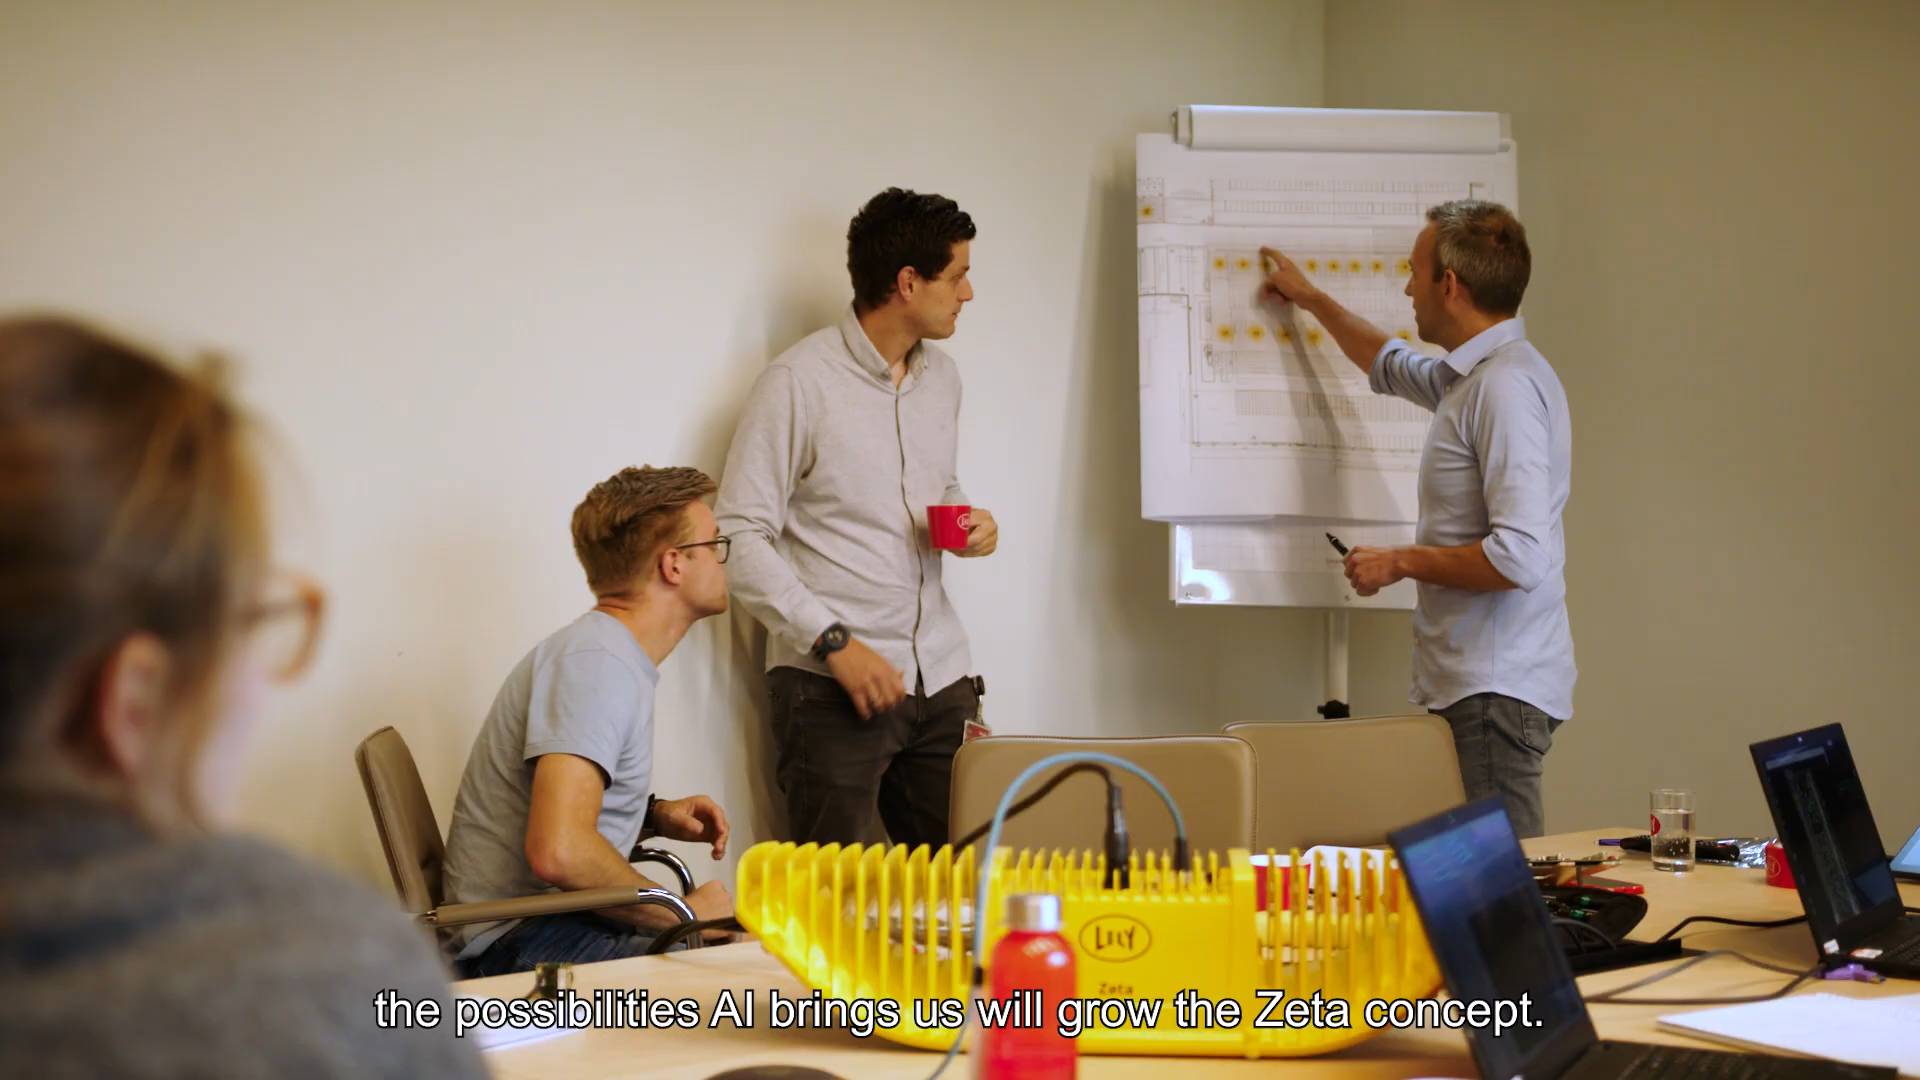 LELY
Zeta
the possibilities AI brings us will grow the Zeta concept.